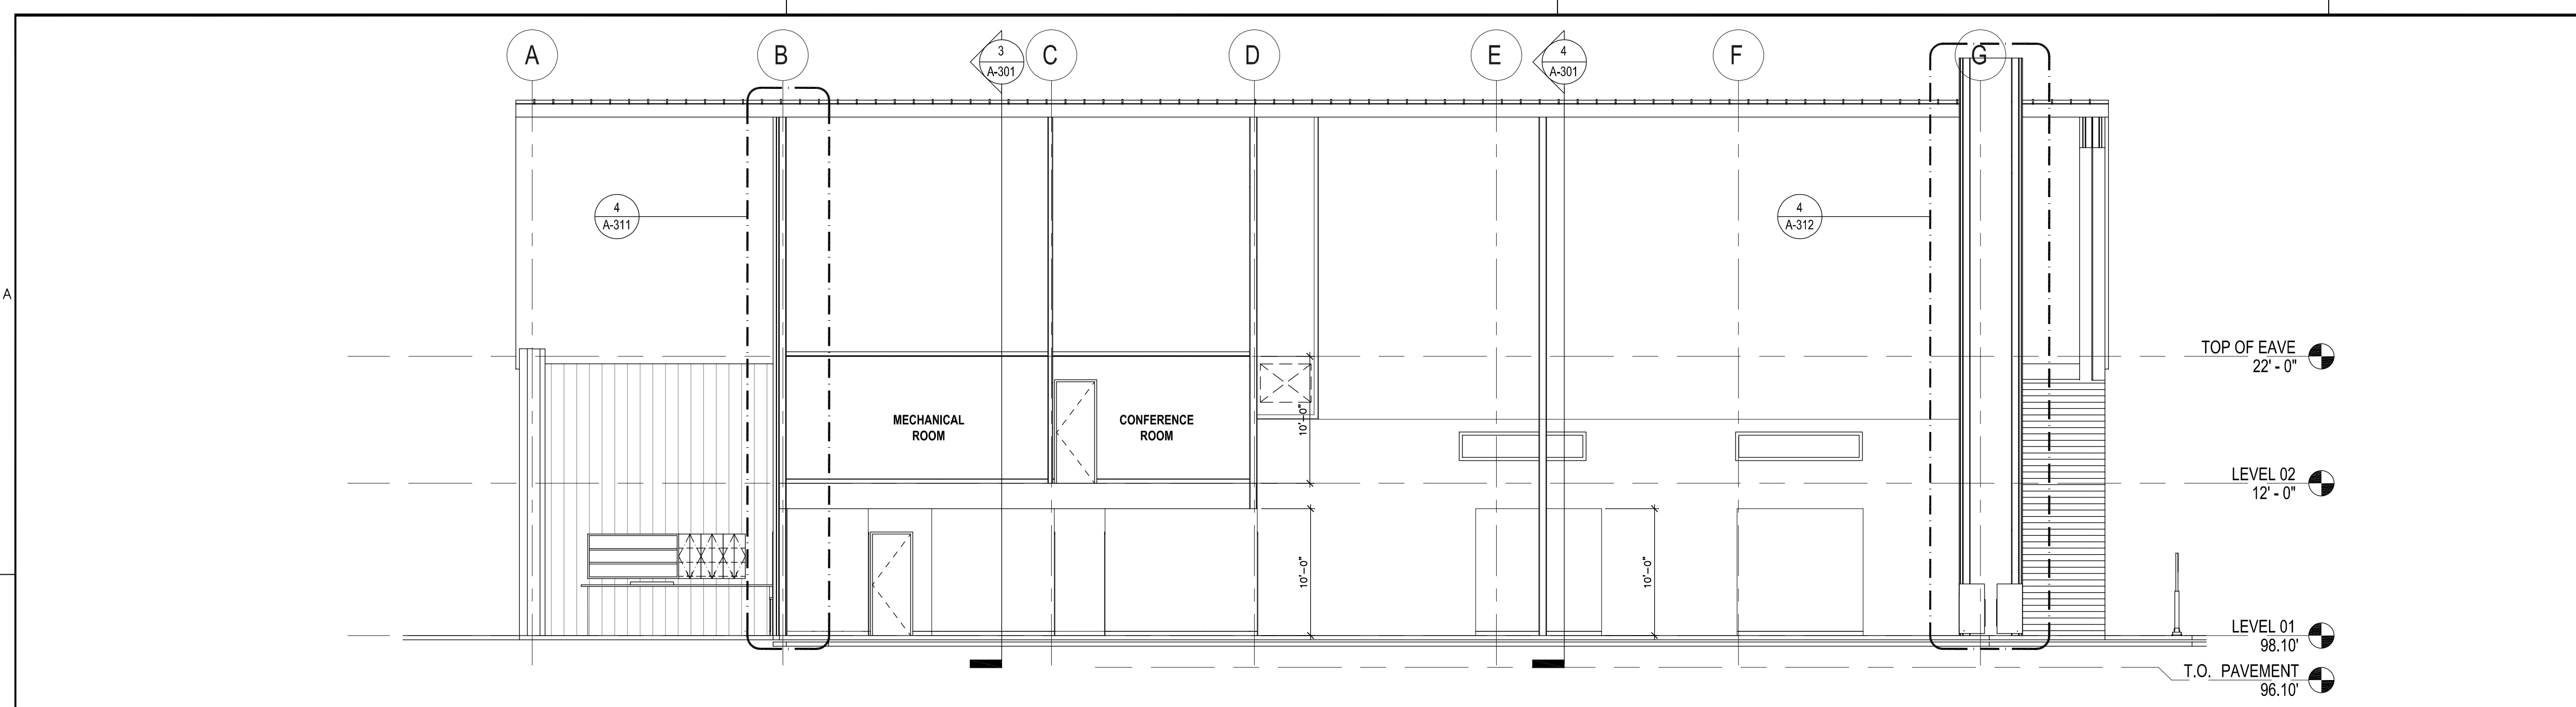 A
B
3
A-301
C
D
E
4
A-301
F
G
4
A-311
4
A-312
A
TOP OF EAVE
22' - 0"
MECHANICAL
ROOM
CONFERENCE
ROOM
10'-0"
LEVEL 02
12' - 0"
10'-0"
10'-0"
LEVEL 01
98.10'
T.O. PAVEMENT
96.10'